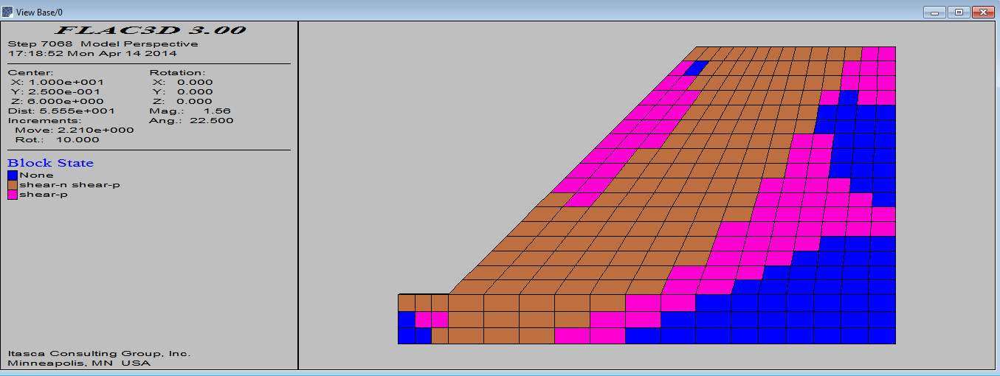 View Base/0
FLAC3D 3.00
Step 7068 Model Perspective
17:18:52 Mon Apr 14 2014
Center: Rotation:
X: 1.000e+001 X: 0.000
Y: 2.500e-001 Y: 0.000
Z: 6.000e+000 Z: 0.000
Dist: 5.555e+001 Mag.: 1.56
Increments: Ang.: 22.500
Move: 2.210e+000
Rot.: 10.000
Block State
None
shear-n shear-p
shear-p
Itasca Consulting Group, Inc.
Minneapolis, MN USA